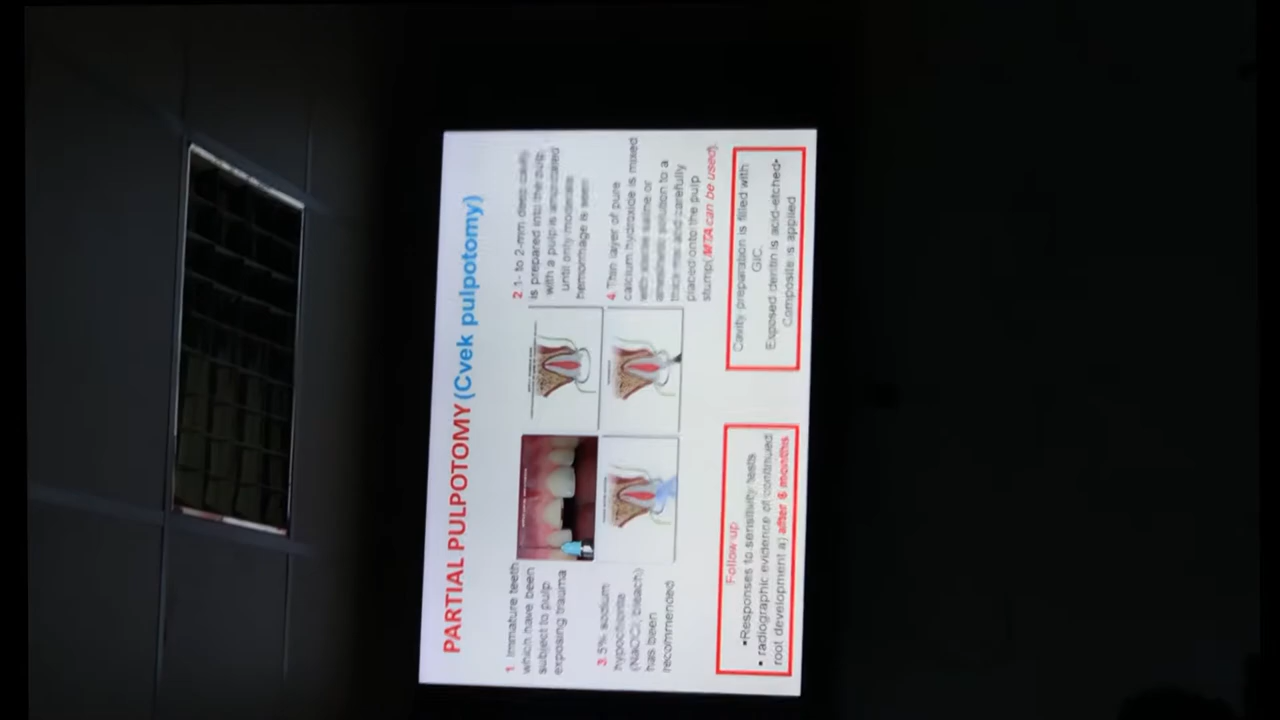 PARTIAL PULPOTOMY (Cvek pulpotomy)
1. Immature teeth
which have been
subject to pulp
exposing trauma
2. 1- to 2-mm deep cavity
is prepared into the pulp
with a pulp is amputated
until only moderate
hemorrhage is seen
3. 5% sodium
hypochlorite
(NaOCl; bleach)
has been
recommended
4. Thin layer of pure
calcium hydroxide is mixed
with sterile saline or
anesthetic solution to a
thick mix and carefully
placed onto the pulp
stump(MTA can be used).
Follow up
•Responses to sensitivity tests
• radiographic evidence of continued
root development a) after 6 months
Cavity preparation is filled with
GIC.
Exposed dentin is acid-etched-
Composite is applied